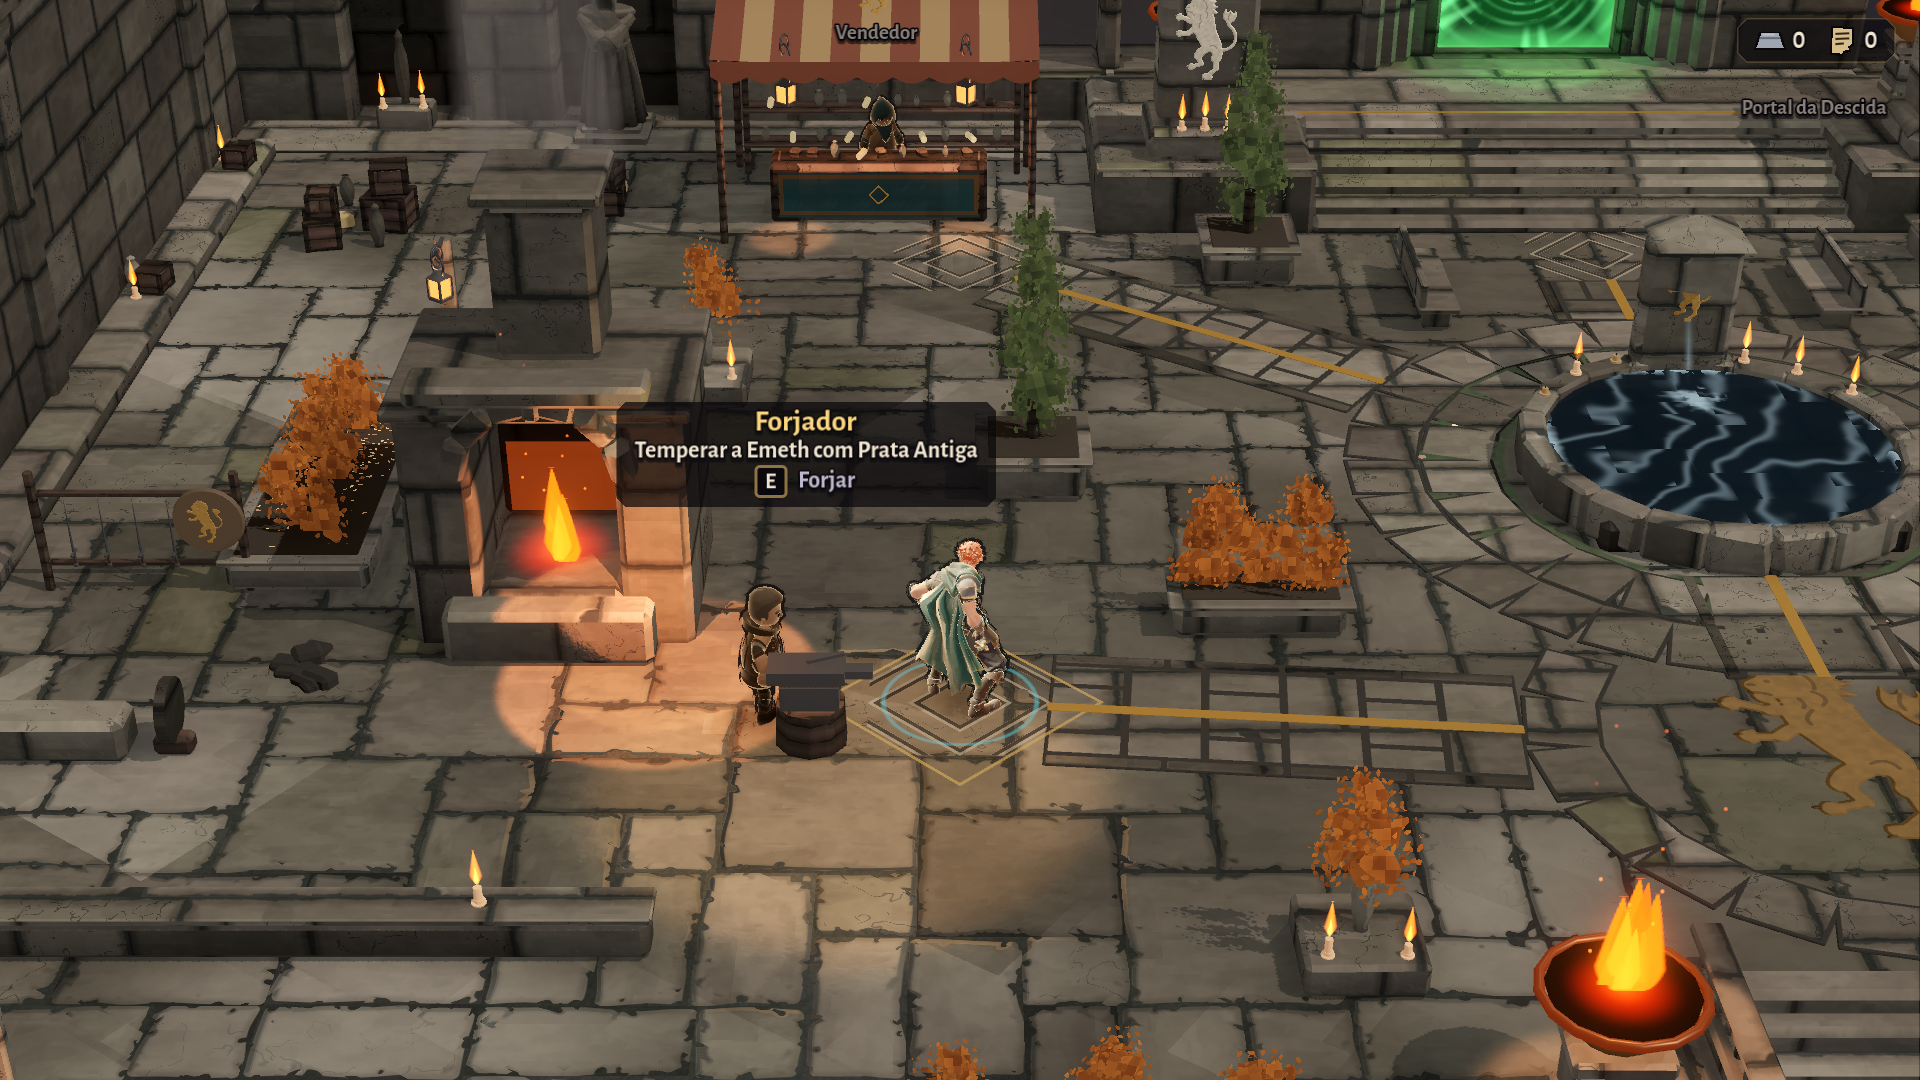 Vendedor
0 0
Portal da Descida
Forjador
Temperar a Emeth com Prata Antiga
E Forjar